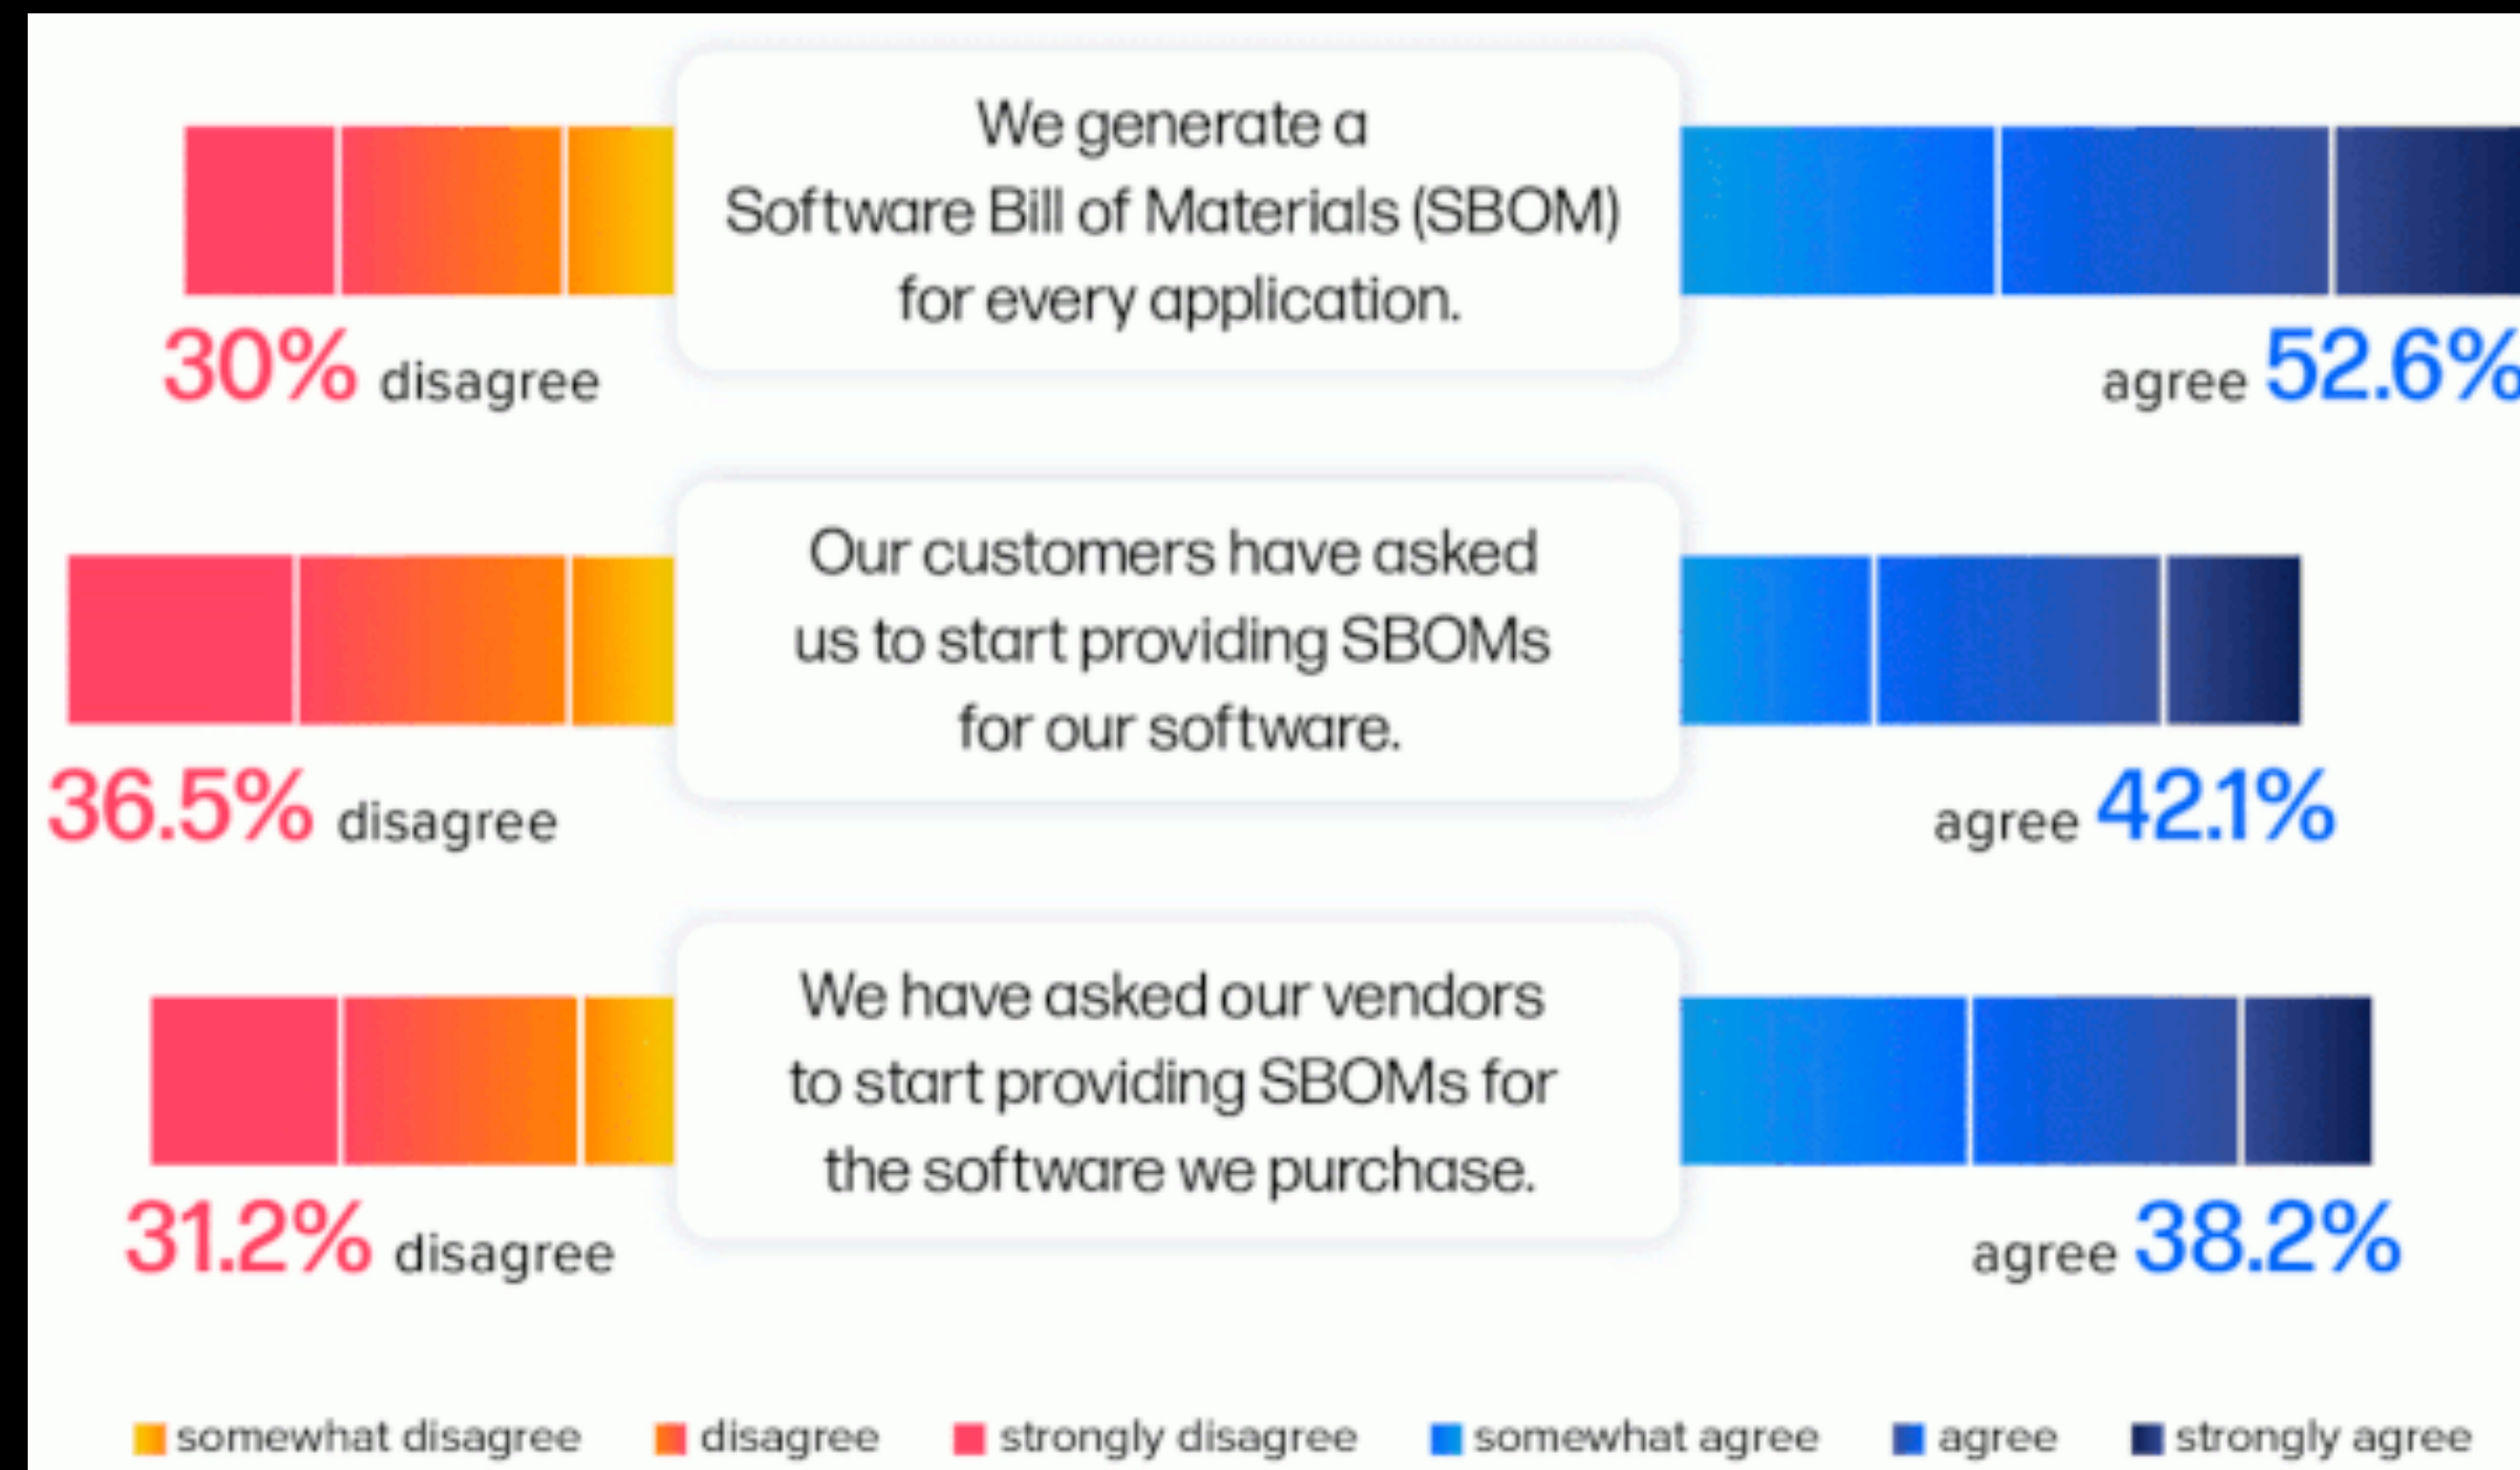 We generate a
Software Bill of Materials (SBOM)
for every application.
30% disagree
agree 52.6%
Our customers have asked
us to start providing SBOMs
for our software.
36.5% disagree
agree 42.1%
We have asked our vendors
to start providing SBOMs for
the software we purchase.
31.2% disagree
agree 38.2%
somewhat disagree disagree strongly disagree somewhat agree agree strongly agree